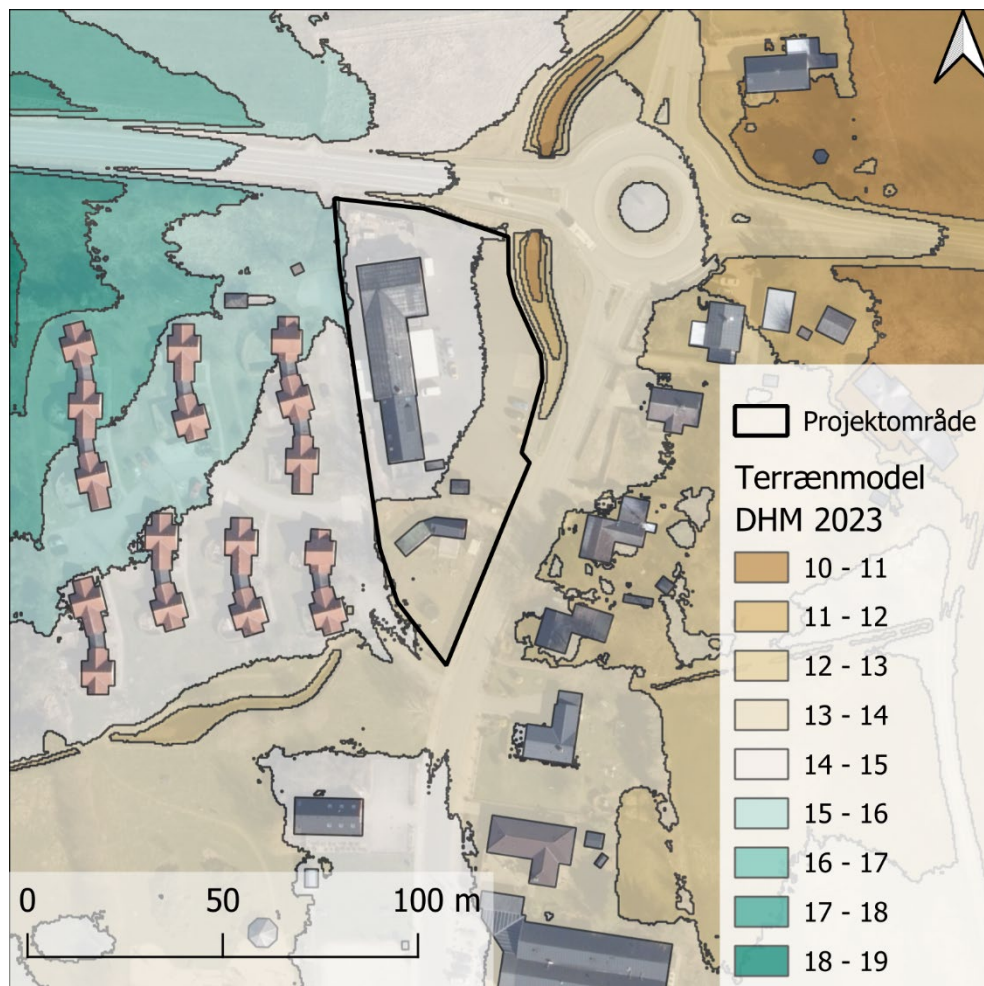 Projektområde
Terrænmodel
DHM 2023
10 - 11
11 - 12
12 - 13
13 - 14
14 - 15
15 - 16
16 - 17
17 - 18
18 - 19
0 50 100 m